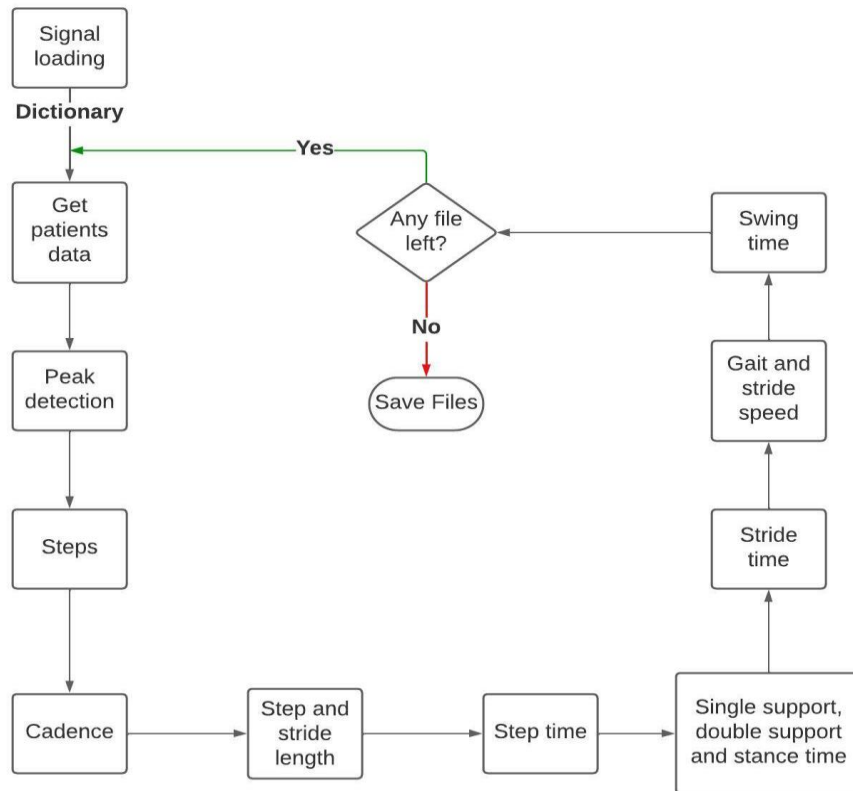 Signal
loading
Dictionary
Yes
Get
patients
data
Any file
left?
Swing
time
No
Peak
detection
Save Files
Gait and
stride
speed
Steps
Stride
time
Cadence
Step and
stride
length
Step time
Single support,
double support
and stance time